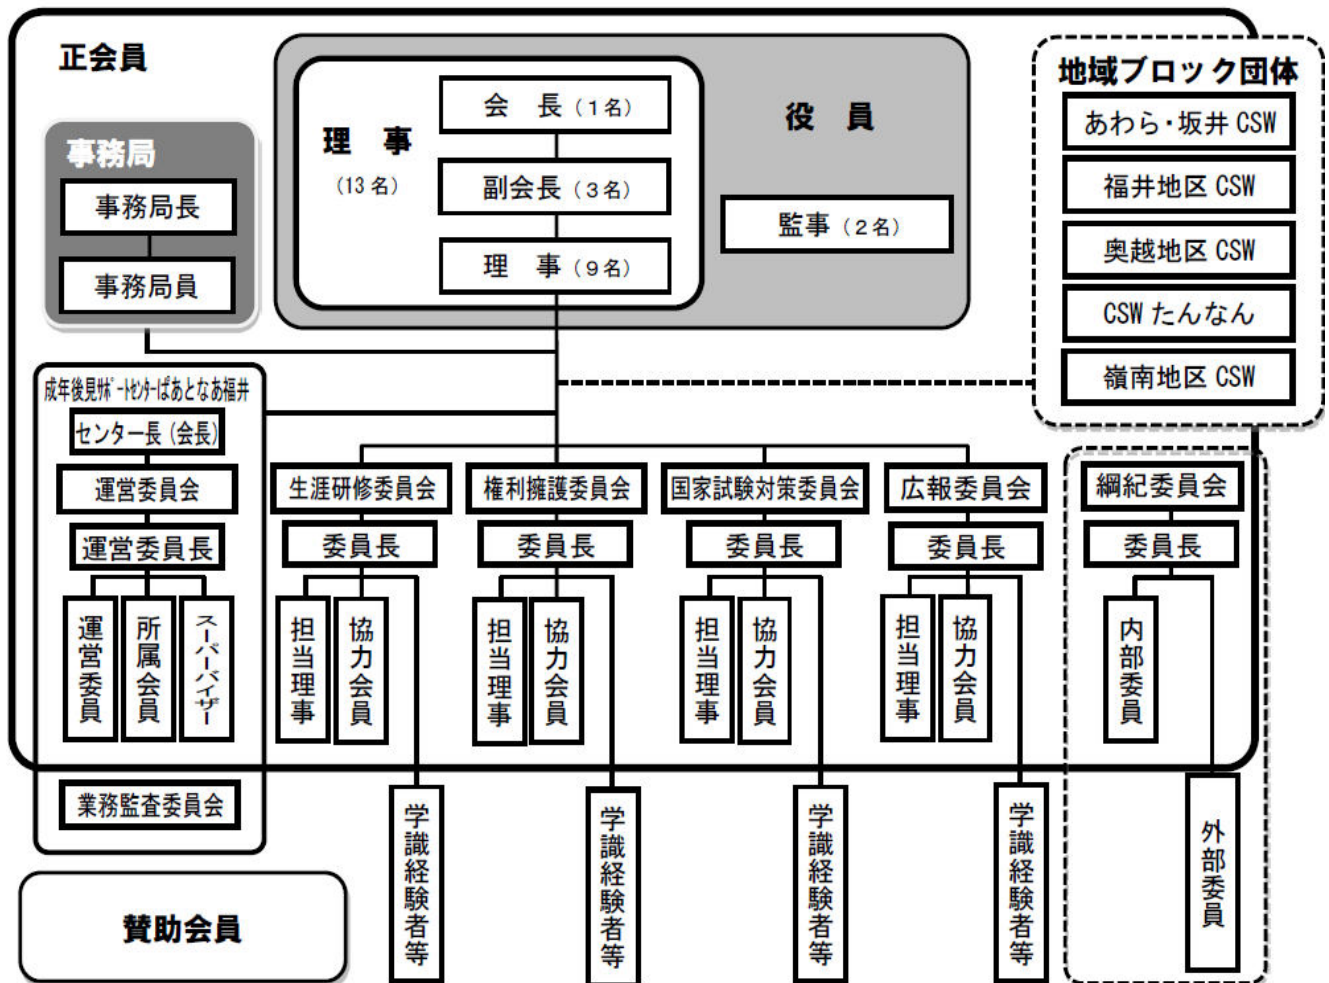 正会員
事務局
事務局長
事務局員
理 事
(13名)
会 長(1名)
副会長(3名)
理 事(9名)
役 員
監事(2名)
地域ブロック団体
あわら・坂井 CSW
福井地区 CSW
奥越地区 CSW
CSW たんなん
嶺南地区 CSW
成年後見サポートセンターぱあとなあ福井
センター長(会長)
運営委員会
運営委員長
運営委員
所属会員
スーパーバイザー
業務監査委員会
生涯研修委員会
委員長
担当理事
協力会員
学識経験者等
権利擁護委員会
委員長
担当理事
協力会員
学識経験者等
国家試験対策委員会
委員長
担当理事
協力会員
学識経験者等
広報委員会
委員長
担当理事
協力会員
学識経験者等
綱紀委員会
委員長
内部委員
外部委員
賛助会員